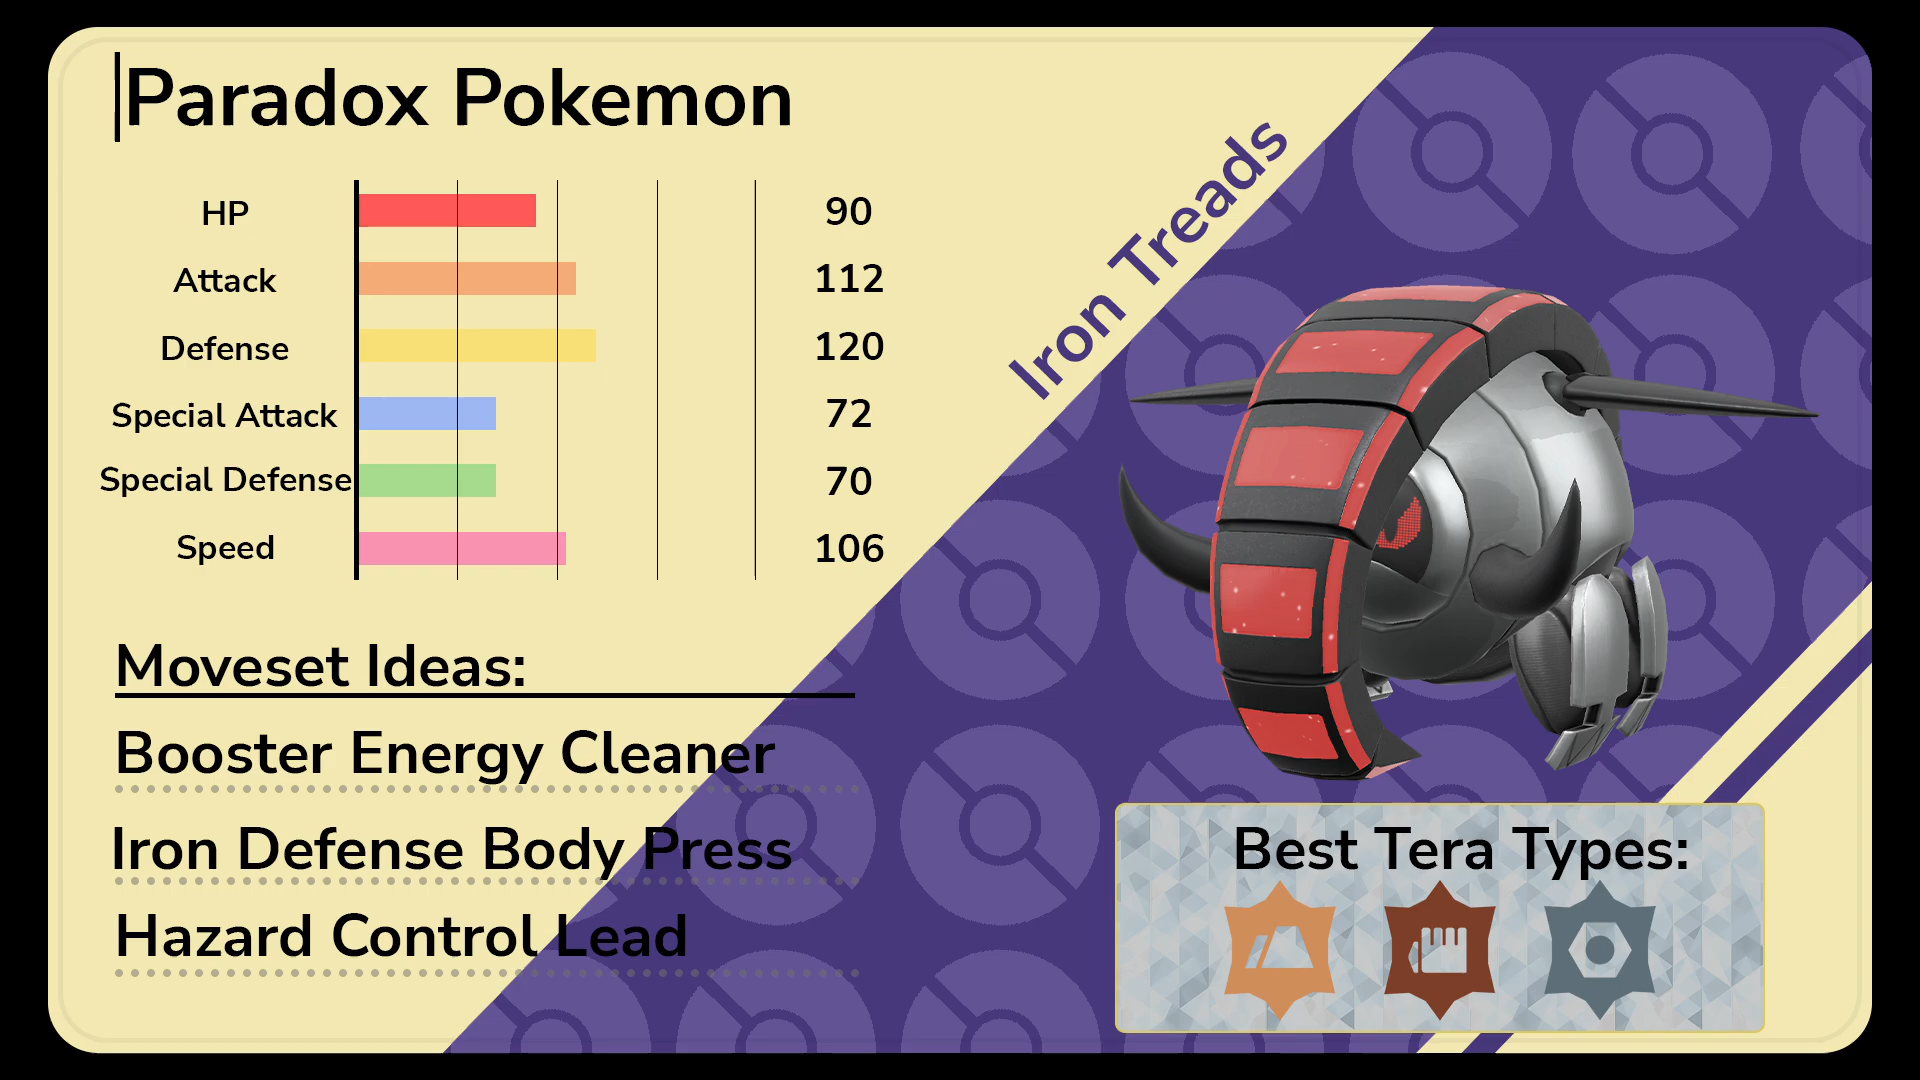 Paradox Pokemon
HP 90
Attack 112
Defense 120
Special Attack 72
Special Defense 70
Speed 106
Iron Treads
Moveset Ideas:
Booster Energy Cleaner
Iron Defense Body Press
Hazard Control Lead
Best Tera Types: